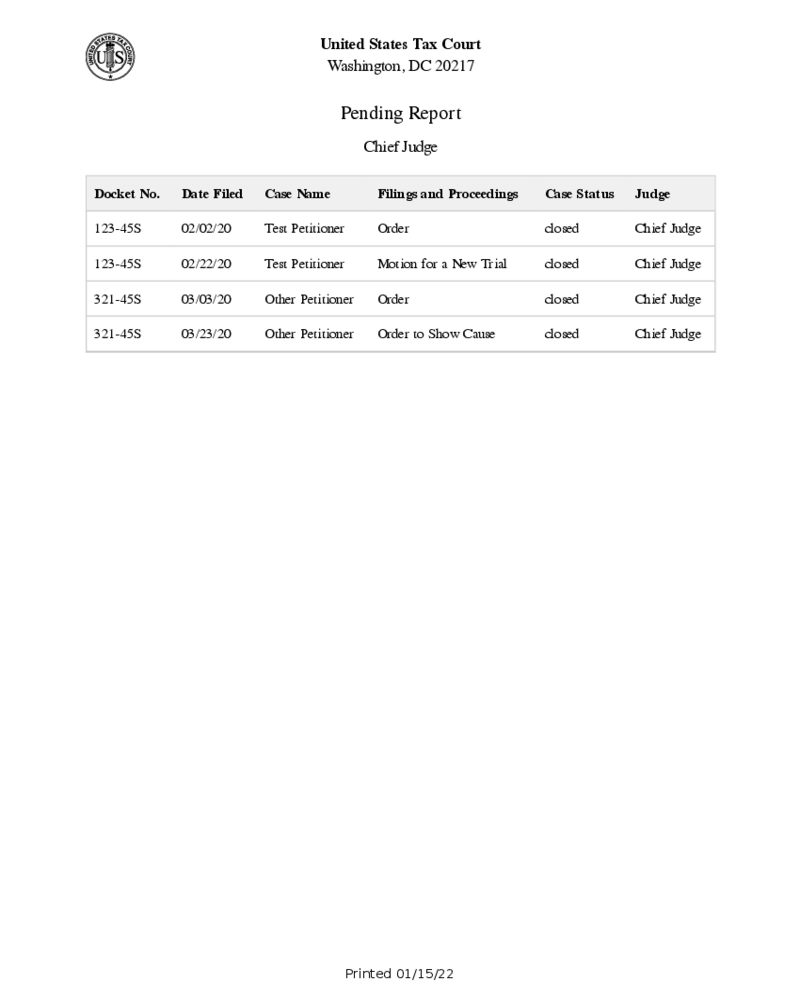 UNITED STATES TAX COURT
US
United States Tax Court
Washington, DC 20217
Pending Report
Chief Judge
Docket No. Date Filed Case Name Filings and Proceedings Case Status Judge
123-45S 02/02/20 Test Petitioner Order closed Chief Judge
123-45S 02/22/20 Test Petitioner Motion for a New Trial closed Chief Judge
321-45S 03/03/20 Other Petitioner Order closed Chief Judge
321-45S 03/23/20 Other Petitioner Order to Show Cause closed Chief Judge
Printed 01/15/22